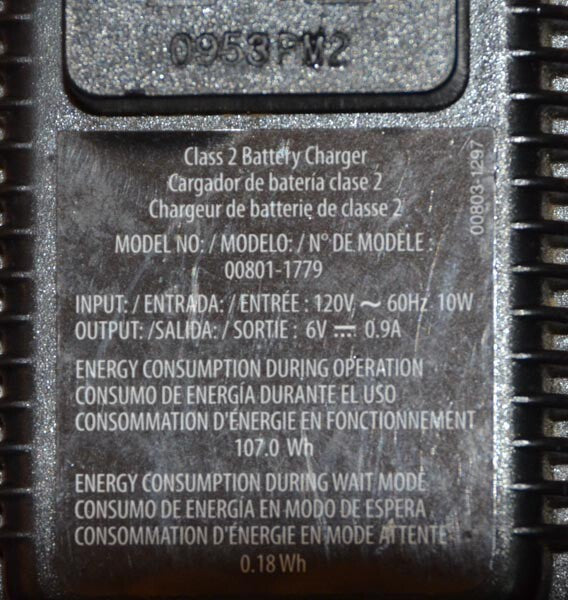 0953PM2
Class 2 Battery Charger
Cargador de batería clase 2
Chargeur de batterie de classe 2
00803-1297
MODEL NO: / MODELO: / N° DE MODÈLE :
00801-1779
INPUT: / ENTRADA: / ENTRÉE : 120V ~ 60Hz 10W
OUTPUT: /SALIDA: / SORTIE : 6V ⎓ 0.9A
ENERGY CONSUMPTION DURING OPERATION
CONSUMO DE ENERGÍA DURANTE EL USO
CONSOMMATION D'ÉNERGIE EN FONCTIONNEMENT
107.0 Wh
ENERGY CONSUMPTION DURING WAIT MODE
CONSUMO DE ENERGÍA EN MODO DE ESPERA
CONSOMMATION D'ÉNERGIE EN MODE ATTENTE
0.18 Wh